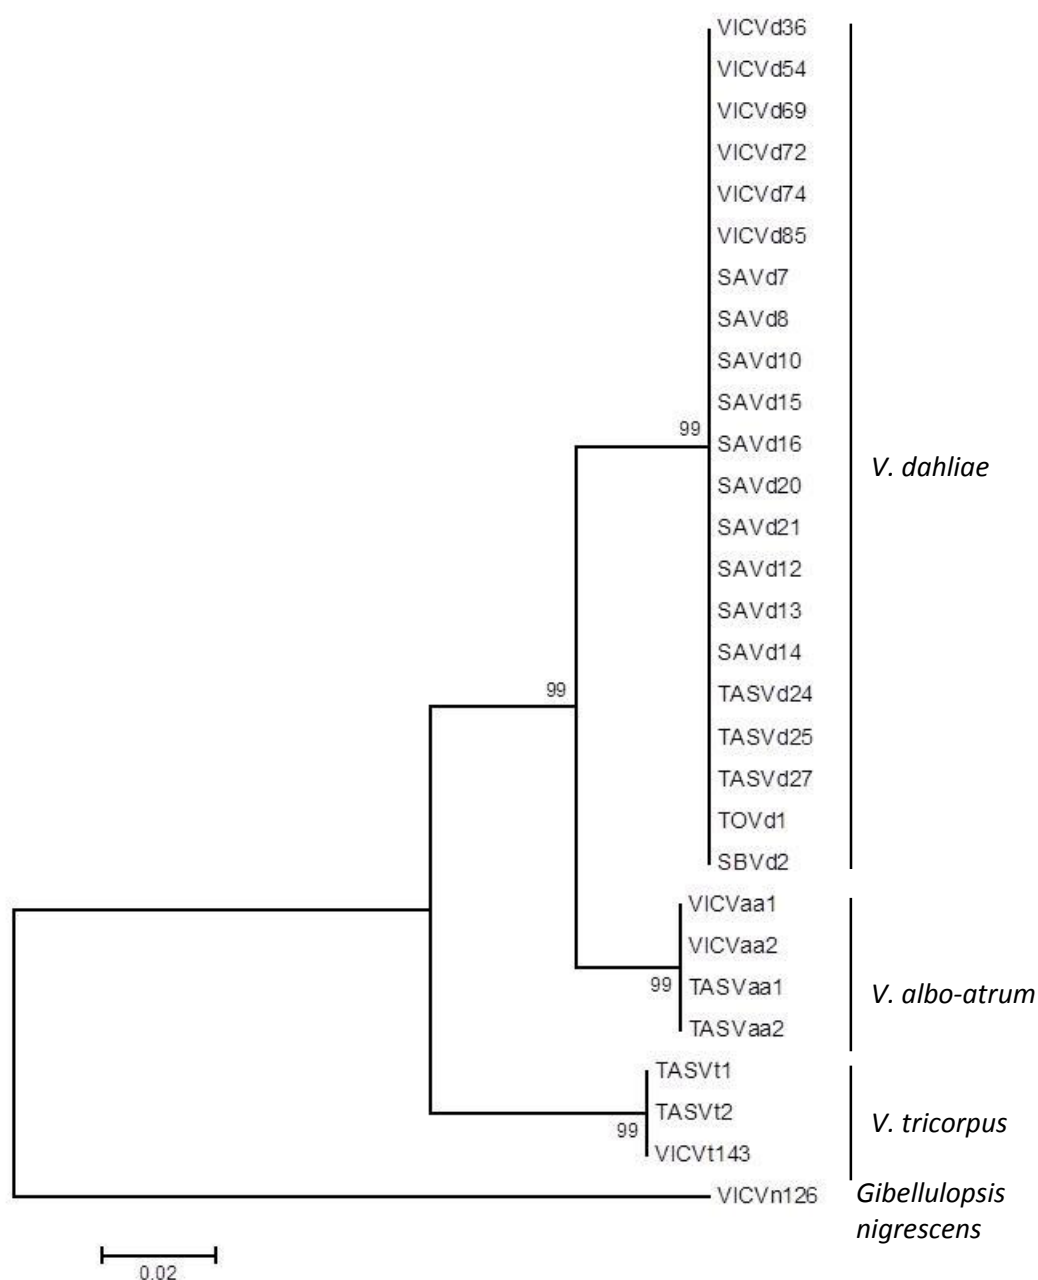 VICVd36
VICVd54
VICVd69
VICVd72
VICVd74
VICVd85
SAVd7
SAVd8
SAVd10
SAVd15
99
SAVd16
V. dahliae
SAVd20
SAVd21
SAVd12
SAVd13
SAVd14
99
TASVd24
TASVd25
TASVd27
TOVd1
SBVd2
VICVaa1
VICVaa2
99
TASVaa1
V. albo-atrum
TASVaa2
TASVt1
TASVt2
V. tricorpus
99
VICVt143
VICVn126
Gibellulopsis
nigrescens
0.02